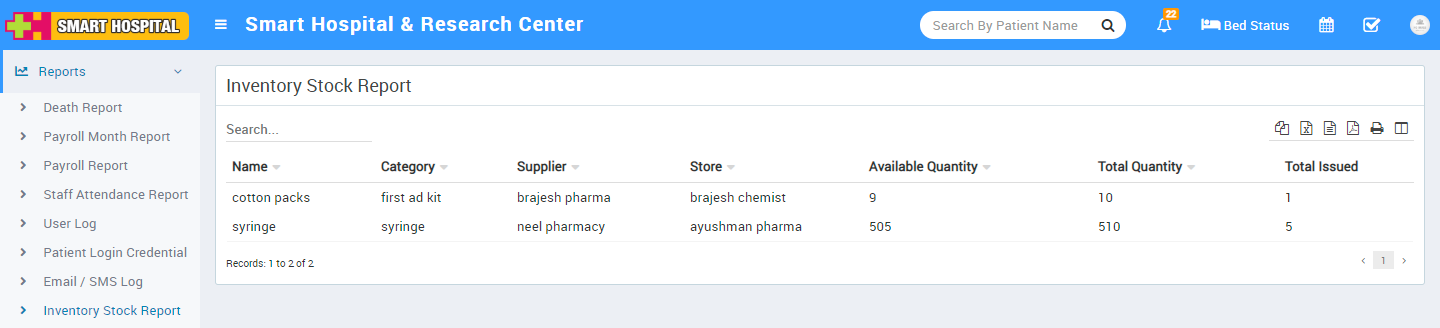 SMART HOSPITAL
Smart Hospital & Research Center
Search By Patient Name
22
Bed Status
Reports
Death Report
Payroll Month Report
Payroll Report
Staff Attendance Report
User Log
Patient Login Credential
Email / SMS Log
Inventory Stock Report
Inventory Stock Report
Search...
Name Category Supplier Store Available Quantity Total Quantity Total Issued
cotton packs first ad kit brajesh pharma brajesh chemist 9 10 1
syringe syringe neel pharmacy ayushman pharma 505 510 5
Records: 1 to 2 of 2
1